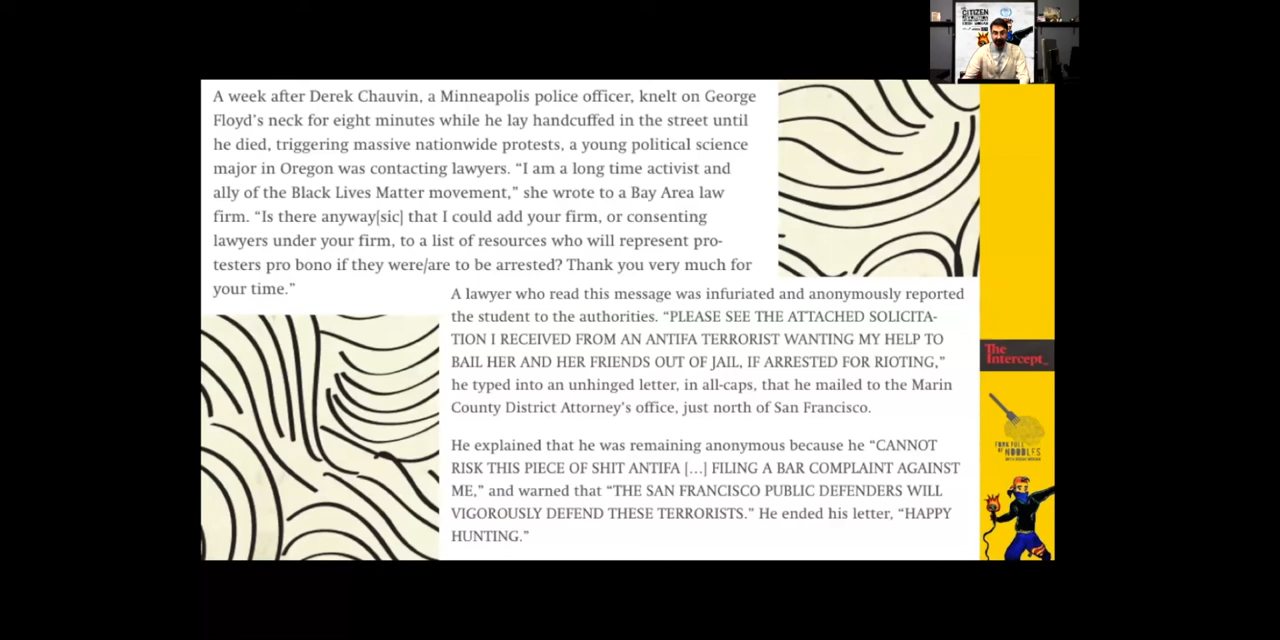 THE
CITIZEN
A week after Derek Chauvin, a Minneapolis police officer, knelt on George
Floyd's neck for eight minutes while he lay handcuffed in the street until
he died, triggering massive nationwide protests, a young political science
major in Oregon was contacting lawyers. “I am a long time activist and
ally of the Black Lives Matter movement,” she wrote to a Bay Area law
firm. “Is there anyway[sic] that I could add your firm, or consenting
lawyers under your firm, to a list of resources who will represent pro-
testers pro bono if they were/are to be arrested? Thank you very much for
your time.”
A lawyer who read this message was infuriated and anonymously reported
the student to the authorities. “PLEASE SEE THE ATTACHED SOLICITA-
TION I RECEIVED FROM AN ANTIFA TERRORIST WANTING MY HELP TO
BAIL HER AND HER FRIENDS OUT OF JAIL, IF ARRESTED FOR RIOTING,”
he typed into an unhinged letter, in all-caps, that he mailed to the Marin
County District Attorney's office, just north of San Francisco.
He explained that he was remaining anonymous because he “CANNOT
RISK THIS PIECE OF SHIT ANTIFA […] FILING A BAR COMPLAINT AGAINST
ME,” and warned that “THE SAN FRANCISCO PUBLIC DEFENDERS WILL
VIGOROUSLY DEFEND THESE TERRORISTS.” He ended his letter, “HAPPY
HUNTING.”
The
Intercept_
FORK FULL
OF NOODLES